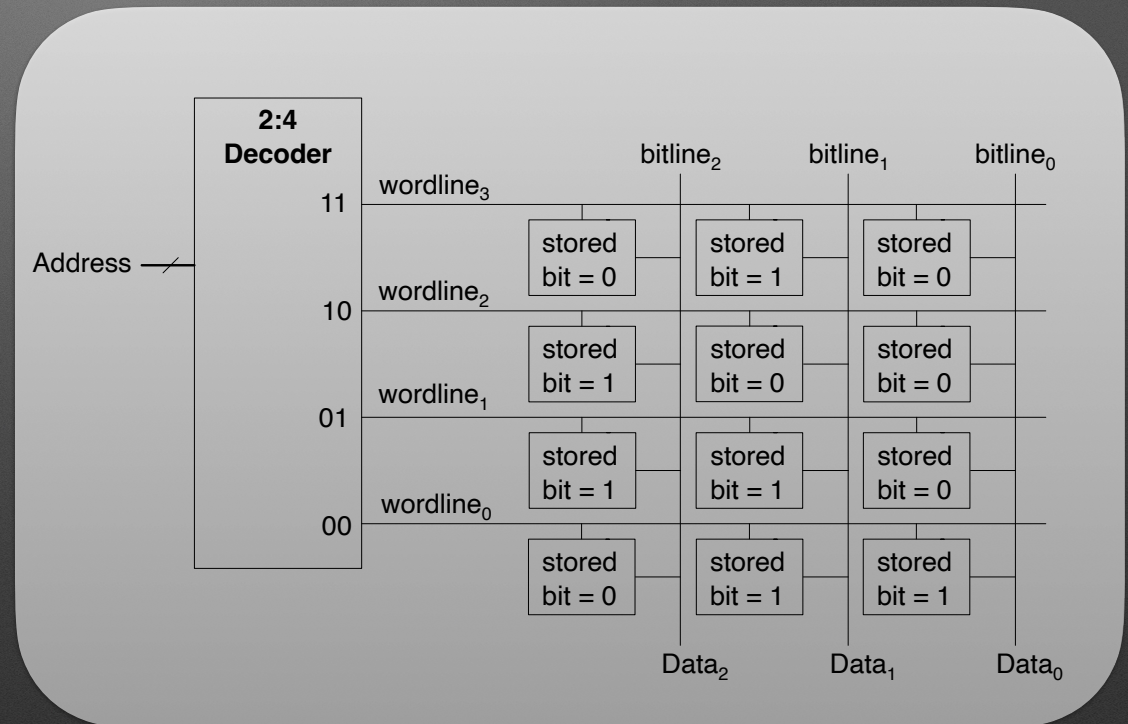 2:4
Decoder
bitline₂ bitline₁ bitline₀
wordline₃
11
stored stored stored
bit = 0 bit = 1 bit = 0
Address
wordline₂
10
stored stored stored
bit = 1 bit = 0 bit = 0
wordline₁
01
stored stored stored
bit = 1 bit = 1 bit = 0
wordline₀
00
stored stored stored
bit = 0 bit = 1 bit = 1
Data₂ Data₁ Data₀